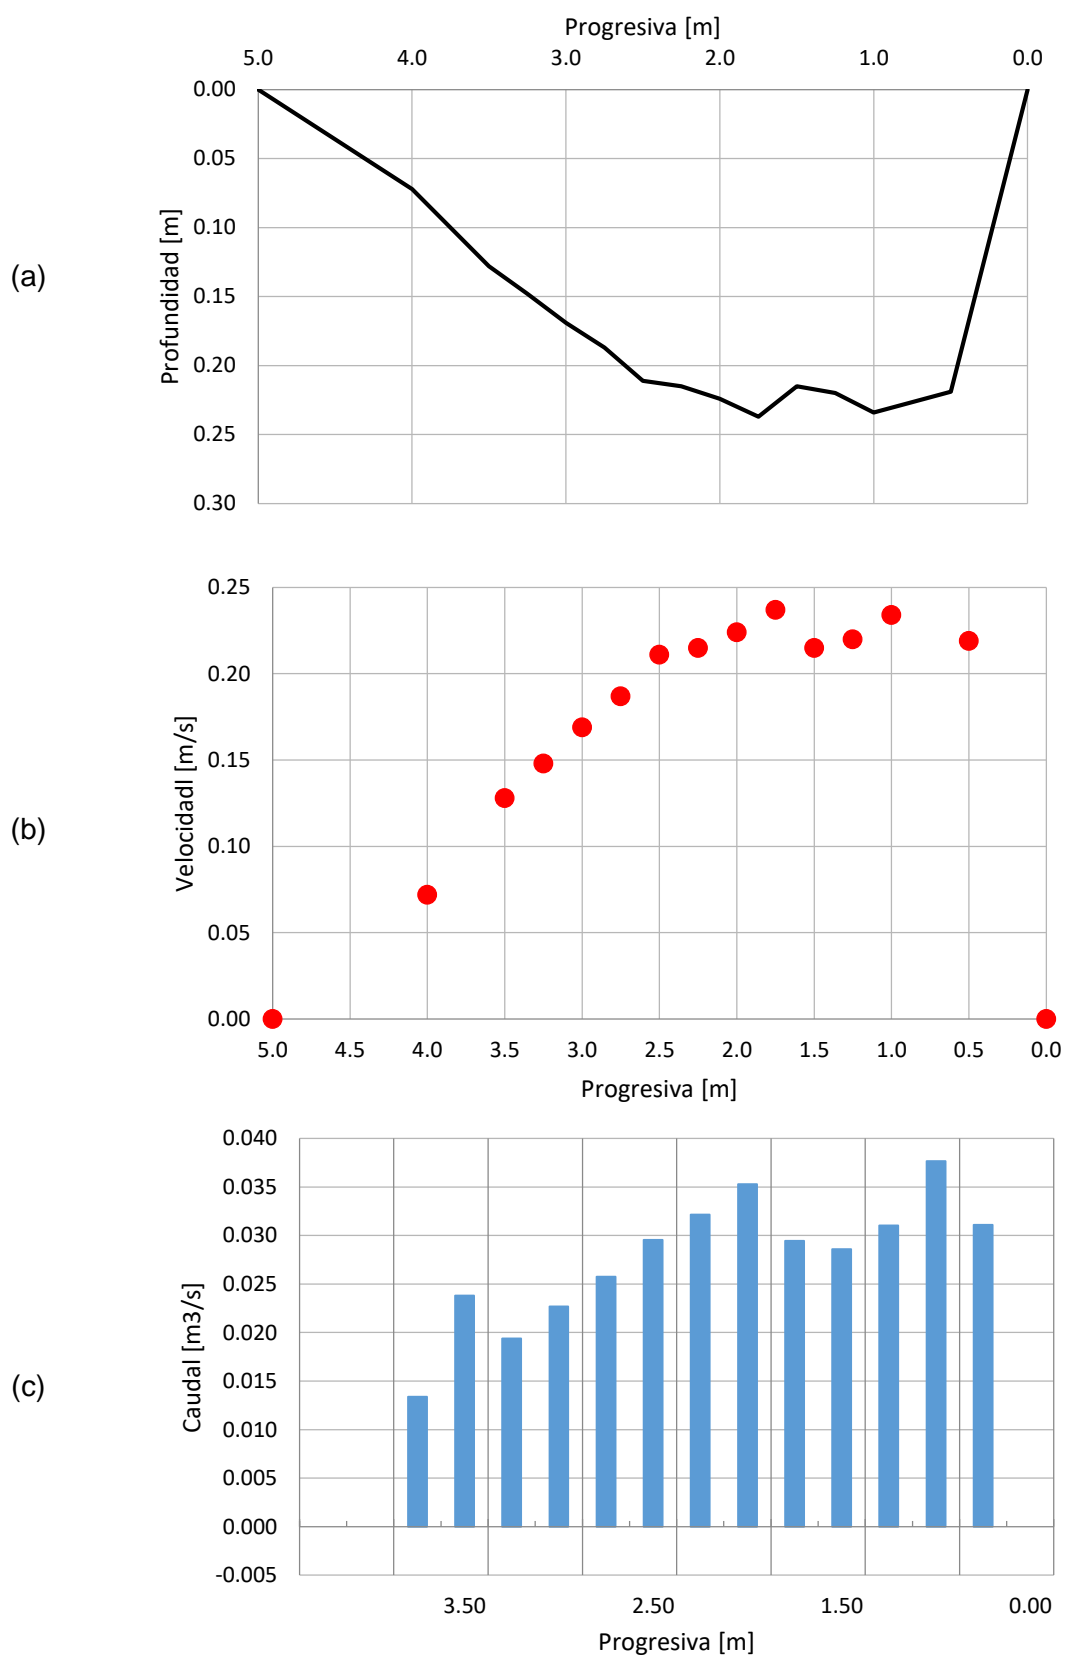 Progresiva [m]
5.0 4.0 3.0 2.0 1.0 0.0
0.00
0.05
0.10
0.15
0.20
0.25
0.30
Profundidad [m]
(a)
0.25
0.20
0.15
0.10
0.05
0.00
Velocidadl [m/s]
(b)
5.0 4.5 4.0 3.5 3.0 2.5 2.0 1.5 1.0 0.5 0.0
Progresiva [m]
0.040
0.035
0.030
0.025
0.020
0.015
0.010
0.005
0.000
-0.005
Caudal [m3/s]
(c)
3.50 2.50 1.50 0.00
Progresiva [m]